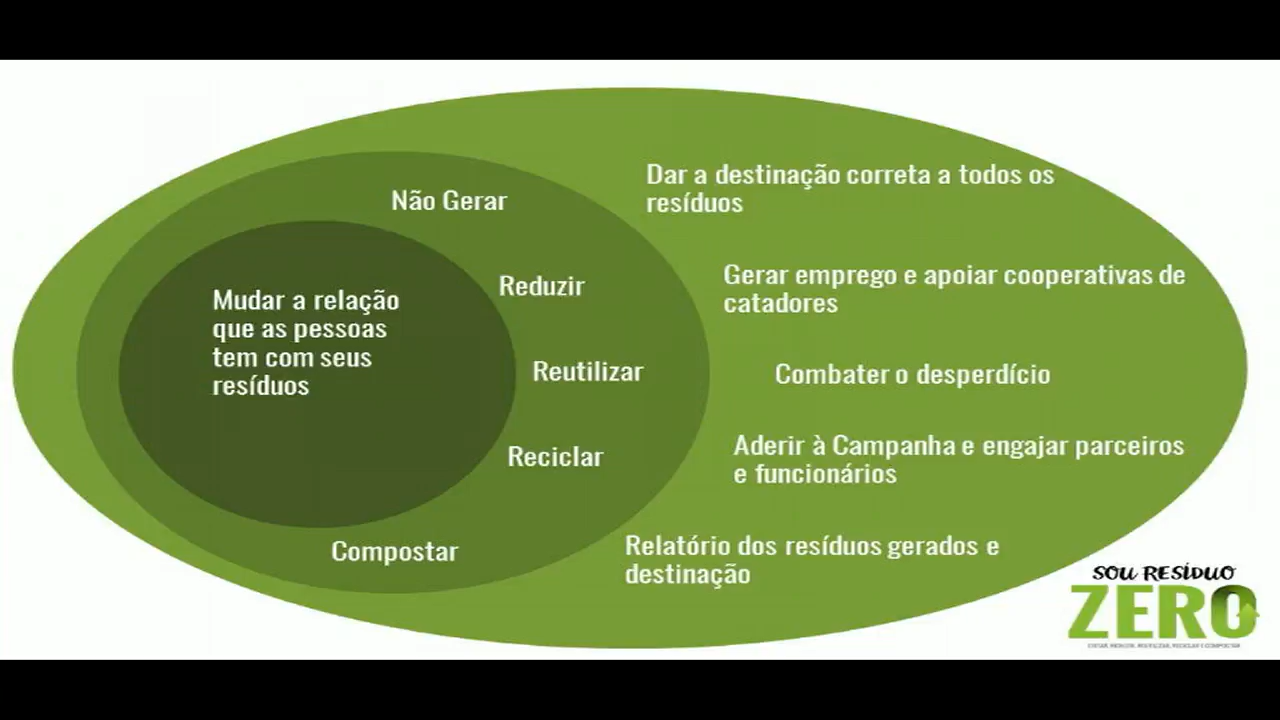 Não Gerar
Reduzir
Reutilizar
Reciclar
Compostar
Mudar a relação
que as pessoas
tem com seus
resíduos
Dar a destinação correta a todos os
resíduos
Gerar emprego e apoiar cooperativas de
catadores
Combater o desperdício
Aderir à Campanha e engajar parceiros
e funcionários
Relatório dos resíduos gerados e
destinação
SOU RESÍDUO
ZERO